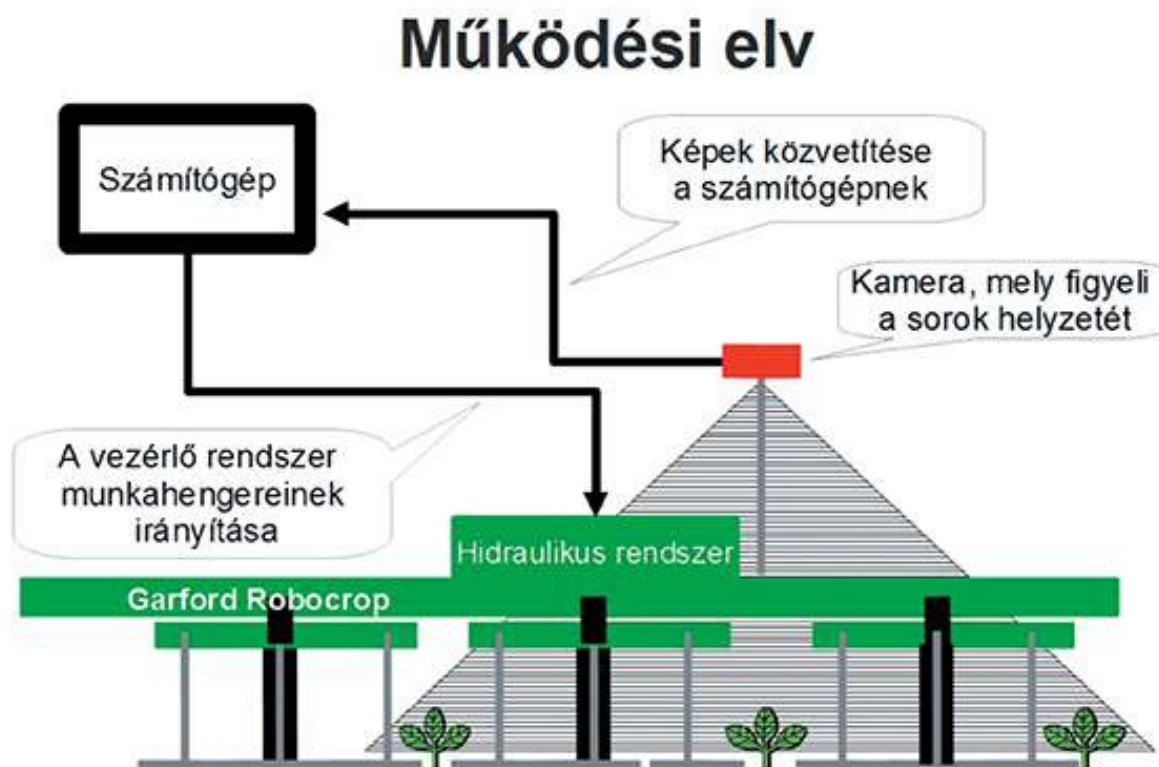 Működési elv
Számítógép
Képek közvetítése
a számítógépnek
Kamera, mely figyeli
a sorok helyzetét
A vezérlő rendszer
munkahengereinek
irányítása
Hidraulikus rendszer
Garford Robocrop